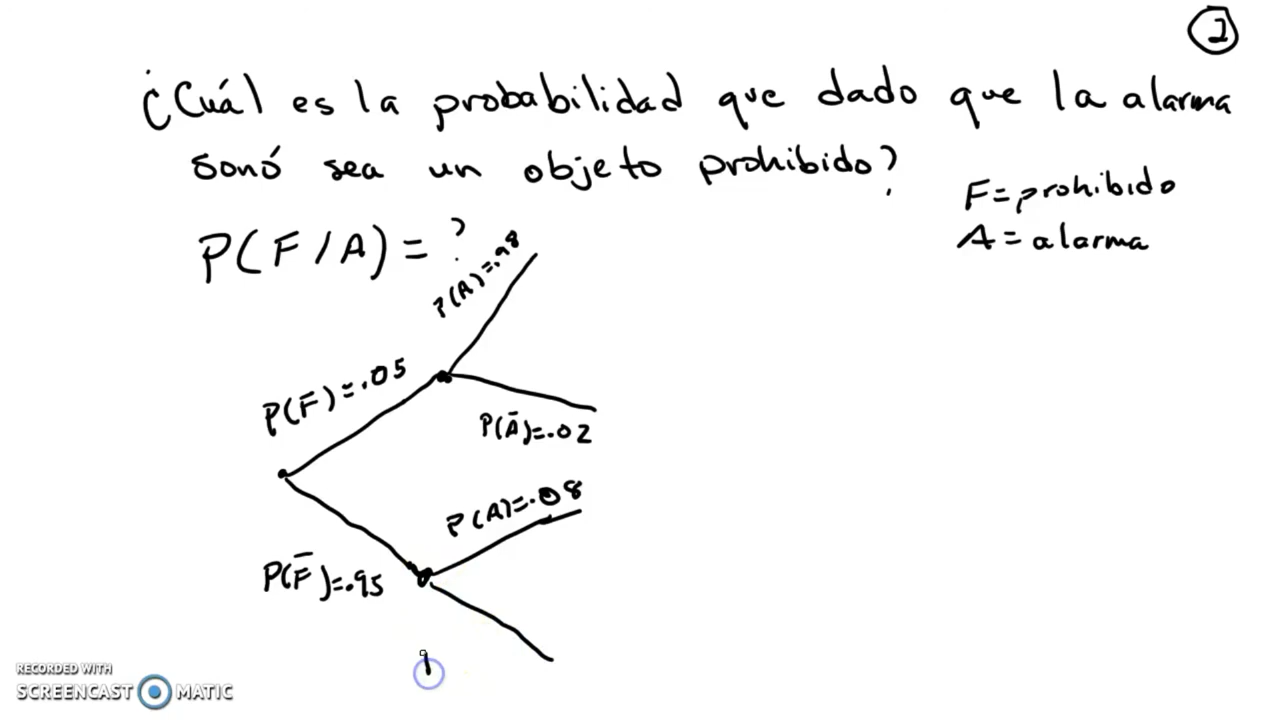 2
¿Cuál es la probabilidad que dado que la alarma
sonó sea un objeto prohibido?
F = prohibido
A = alarma
P(F/A) = ?
P(A)=.98
P(F)=.05
P(Ā)=.02
P(A)=.08
P(F̄)=.95
RECORDED WITH
SCREENCAST MATIC